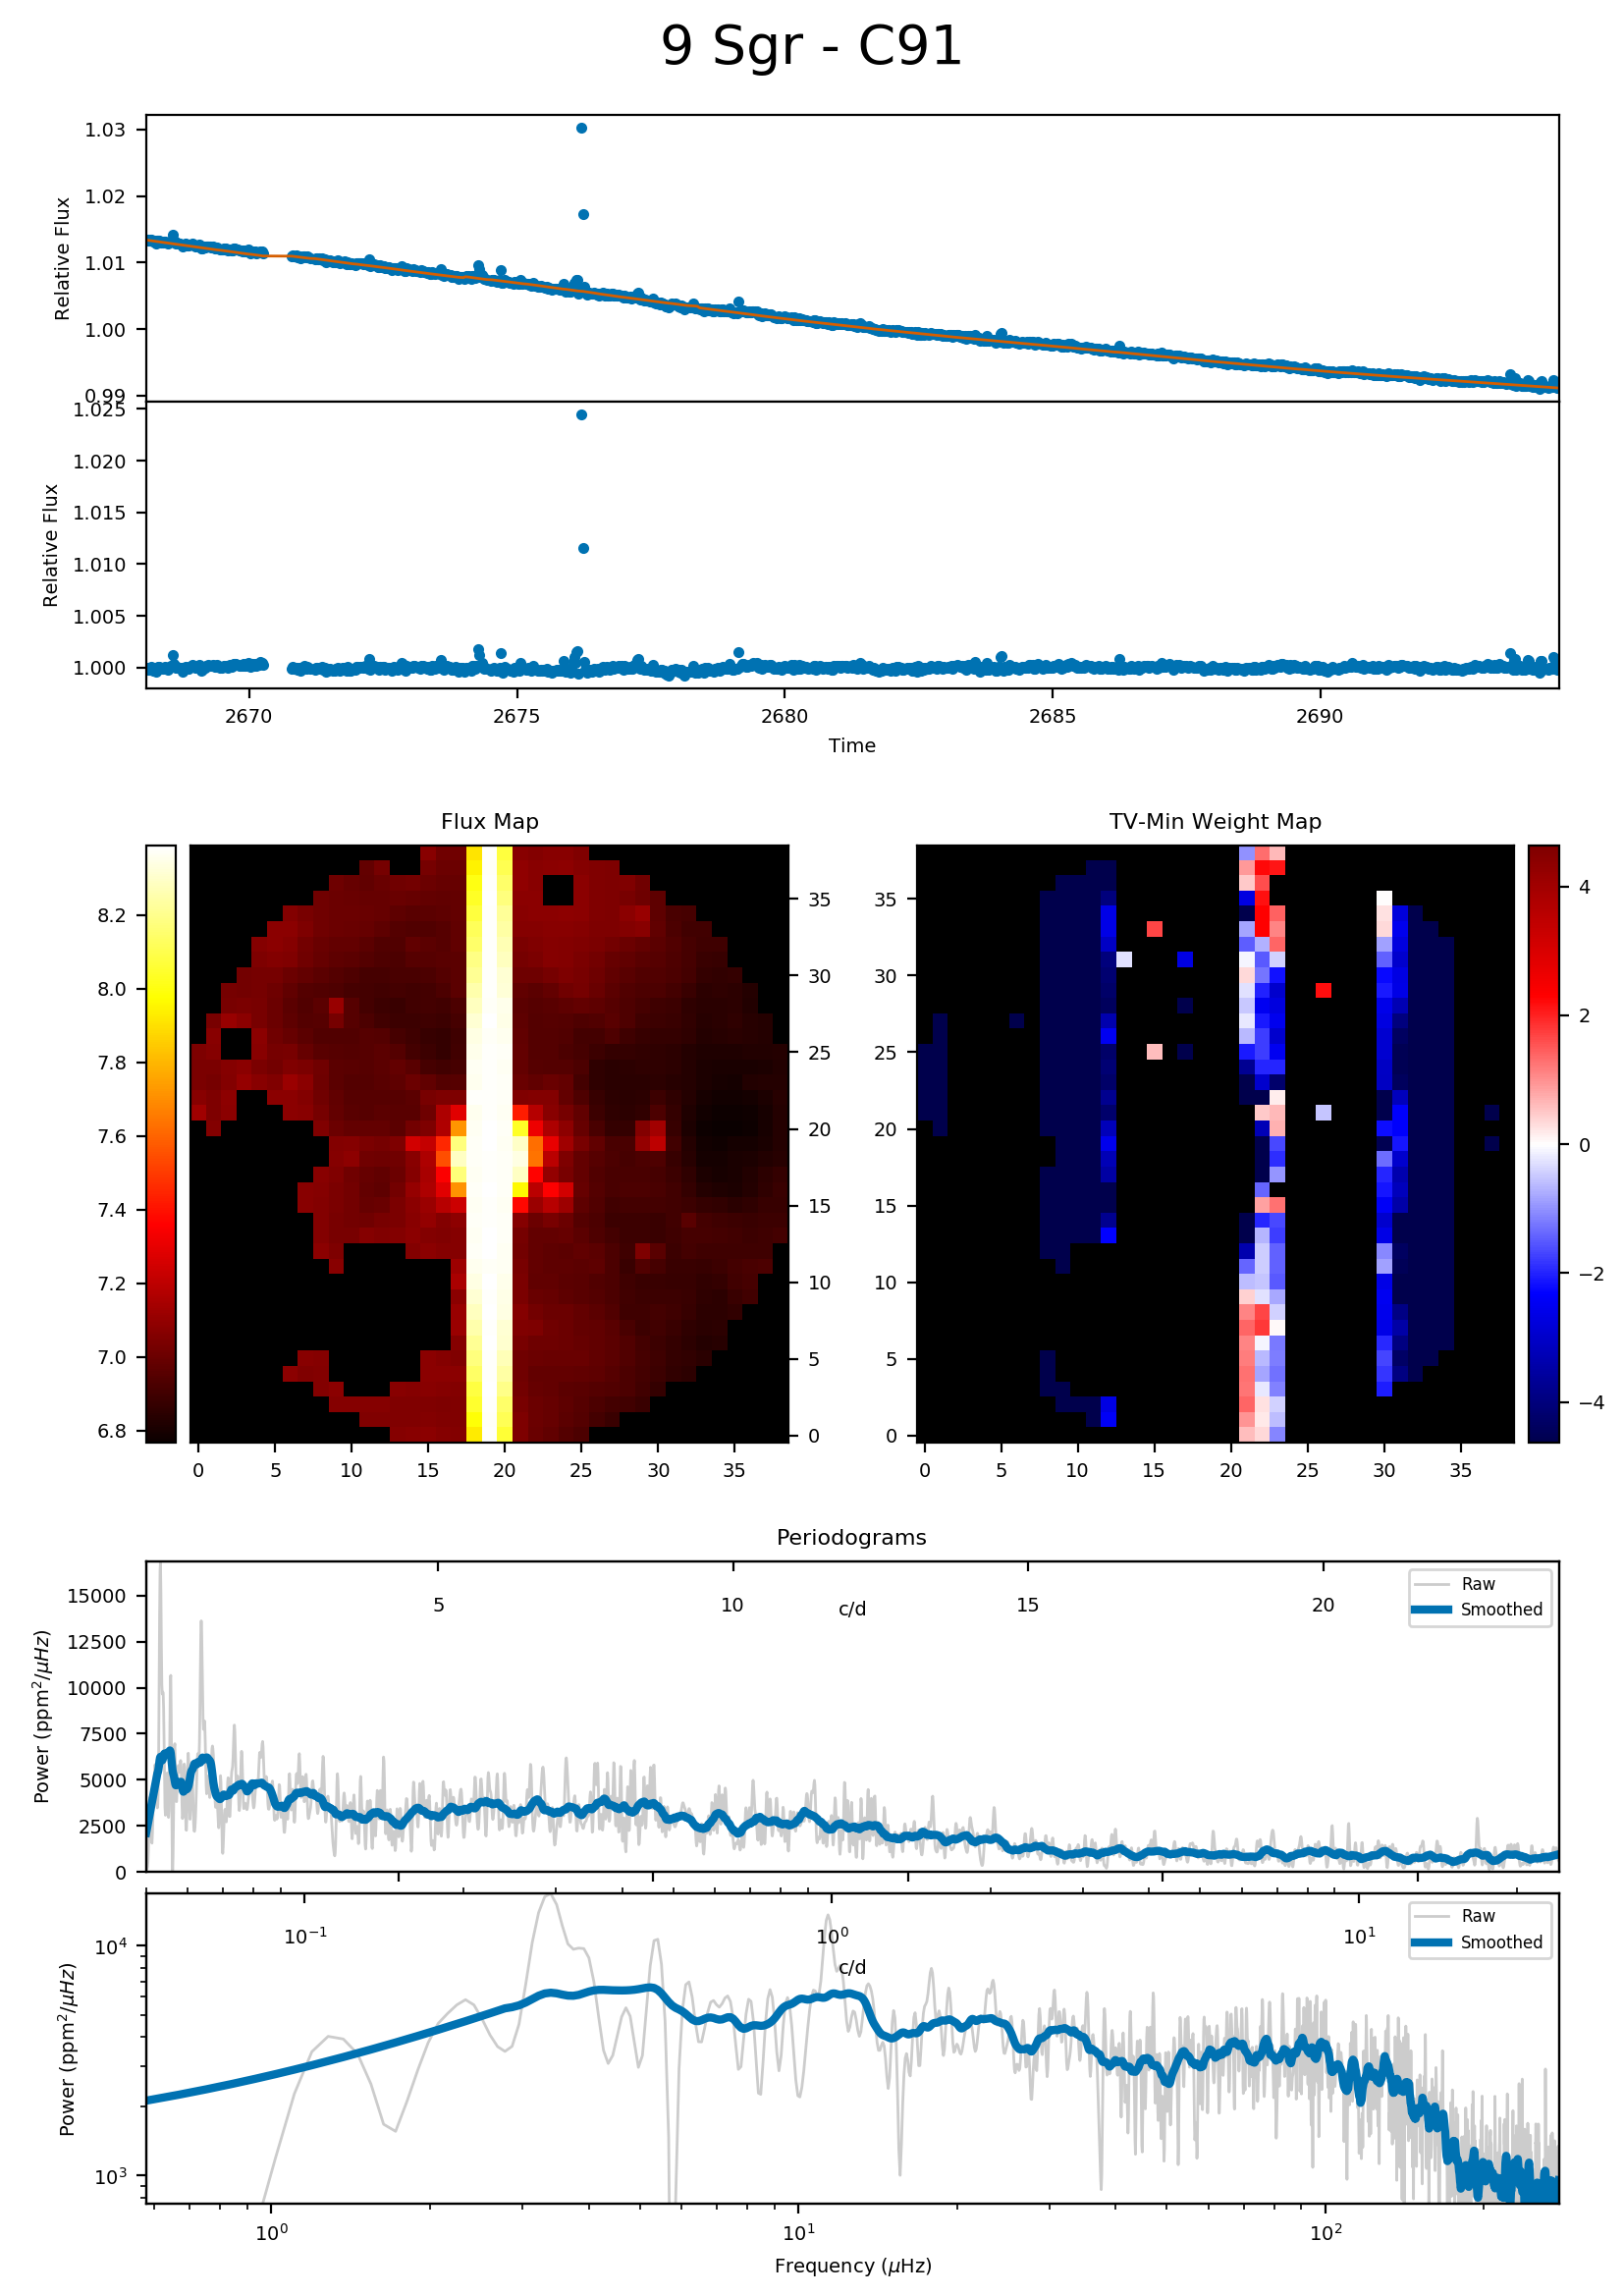 9 Sgr - C91
1.03
1.02
1.01
1.00
0.99
Relative Flux
1.025
1.020
1.015
1.010
1.005
1.000
Relative Flux
2670 2675 2680 2685 2690
Time
Flux Map
8.2
8.0
7.8
7.6
7.4
7.2
7.0
6.8
35
30
25
20
15
10
5
0
0 5 10 15 20 25 30 35
TV-Min Weight Map
35
30
25
20
15
10
5
0
0 5 10 15 20 25 30 35
4
2
0
−2
−4
Periodograms
15000
12500
10000
7500
5000
2500
0
Power (ppm²/μHz)
5 10 15 20
c/d
Raw
Smoothed
10⁴
10³
Power (ppm²/μHz)
10⁻¹ 10⁰ 10¹
c/d
Raw
Smoothed
10⁰ 10¹ 10²
Frequency (μHz)